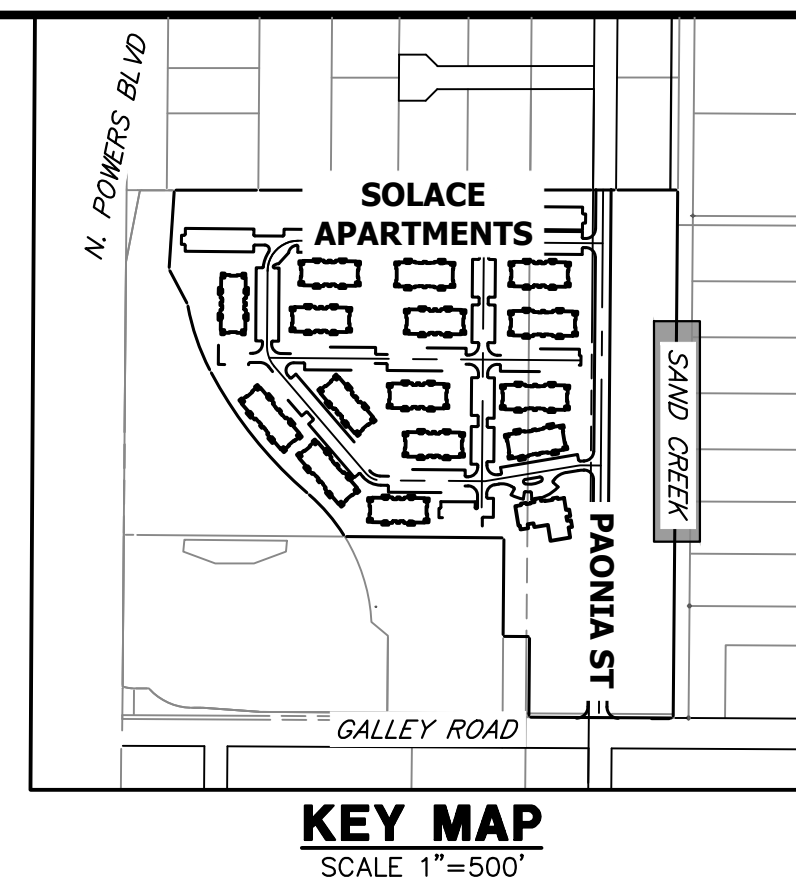 N. POWERS BLVD
SOLACE
APARTMENTS
SAND CREEK
PAONIA ST
GALLEY ROAD
KEY MAP
SCALE 1"=500'